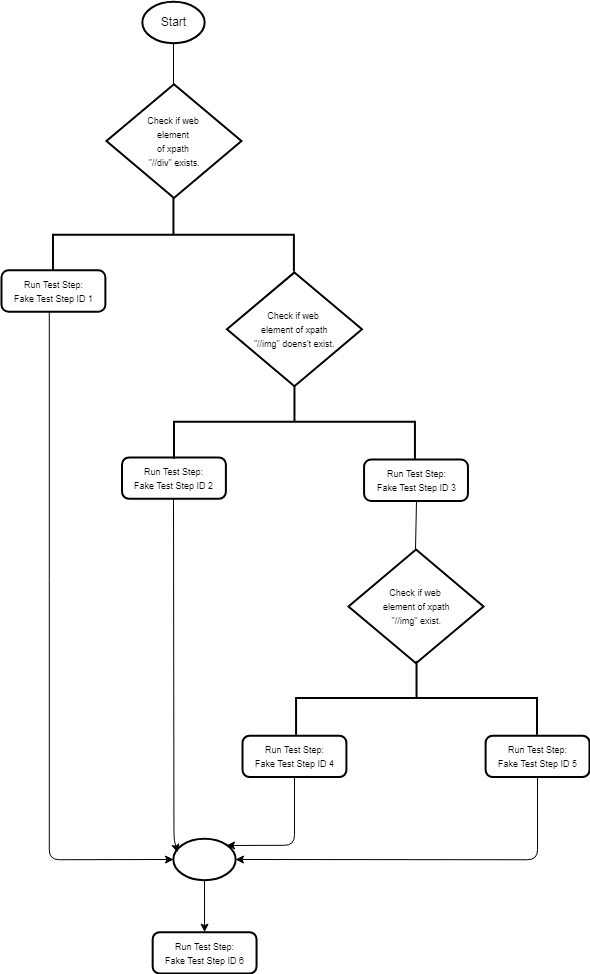 Start
Check if web
element
of xpath
"//div" exists.
Run Test Step:
Fake Test Step ID 1
Check if web
element of xpath
"//img" doens't exist.
Run Test Step:
Fake Test Step ID 2
Run Test Step:
Fake Test Step ID 3
Check if web
element of xpath
"//img" exist.
Run Test Step:
Fake Test Step ID 4
Run Test Step:
Fake Test Step ID 5
Run Test Step:
Fake Test Step ID 6